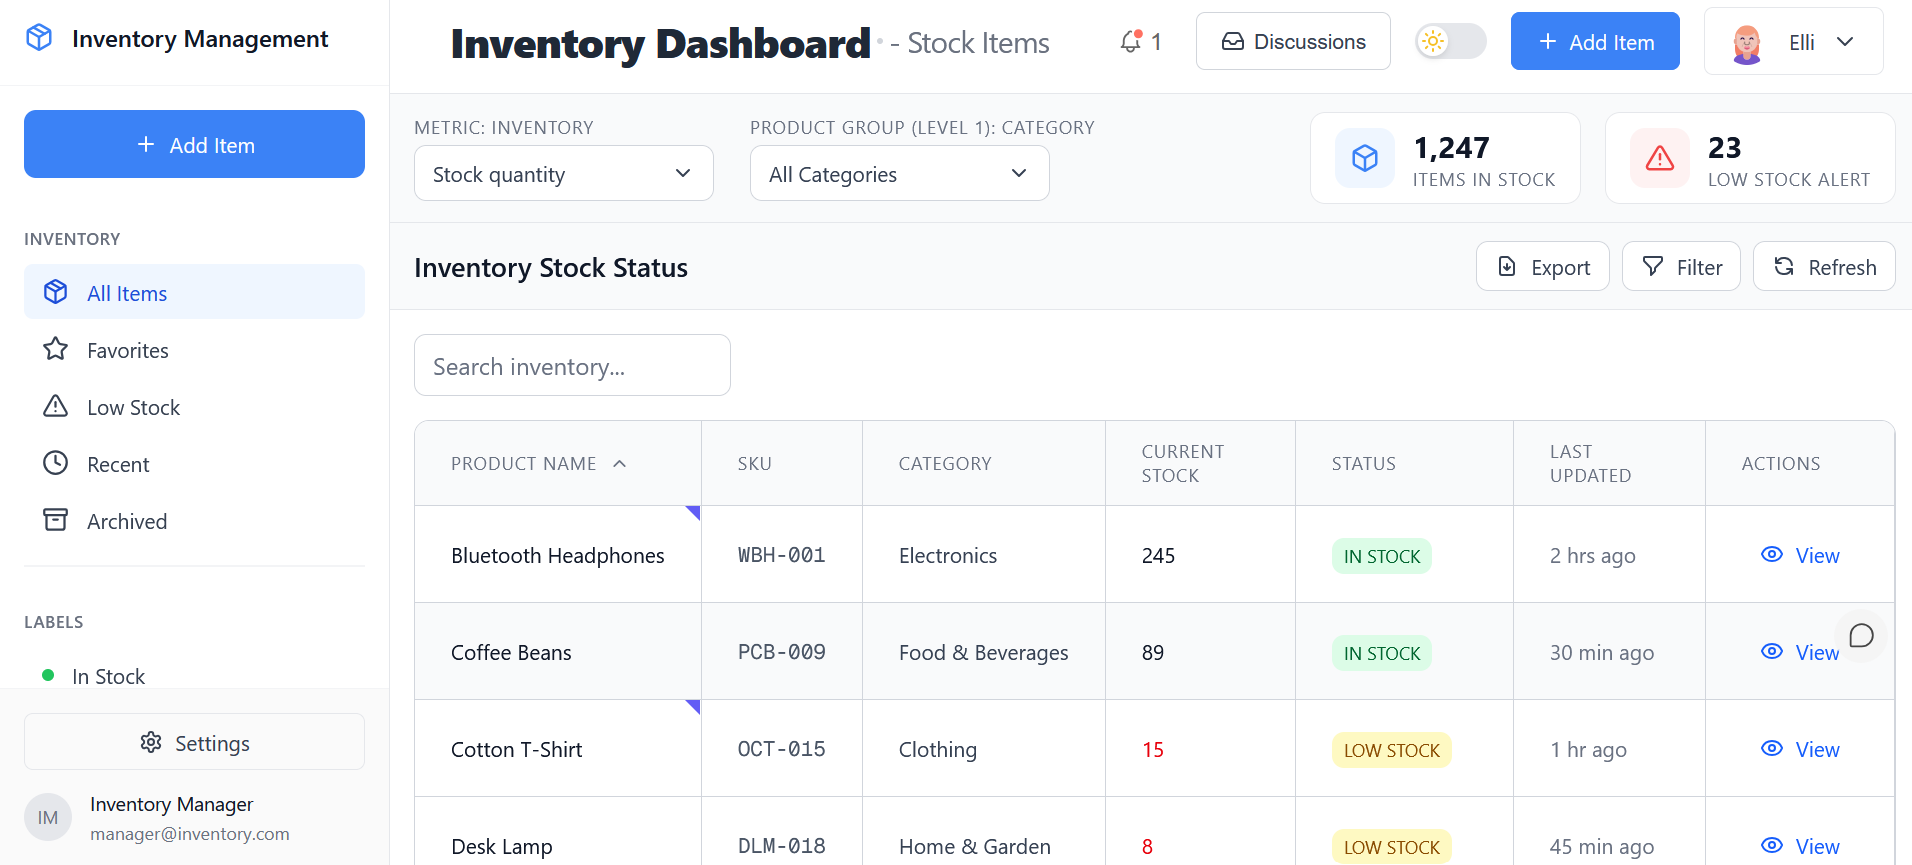 Inventory Management
Add Item
INVENTORY
All Items
Favorites
Low Stock
Recent
Archived
LABELS
In Stock
Settings
IM
Inventory Manager
manager@inventory.com
Inventory Dashboard - Stock Items
1
Discussions
Add Item
Elli
METRIC: INVENTORY
Stock quantity
PRODUCT GROUP (LEVEL 1): CATEGORY
All Categories
1,247
ITEMS IN STOCK
23
LOW STOCK ALERT
Inventory Stock Status
Export
Filter
Refresh
Search inventory...
PRODUCT NAME SKU CATEGORY CURRENT STOCK STATUS LAST UPDATED ACTIONS
Bluetooth Headphones WBH-001 Electronics 245 IN STOCK 2 hrs ago View
Coffee Beans PCB-009 Food & Beverages 89 IN STOCK 30 min ago View
Cotton T-Shirt OCT-015 Clothing 15 LOW STOCK 1 hr ago View
Desk Lamp DLM-018 Home & Garden 8 LOW STOCK 45 min ago View